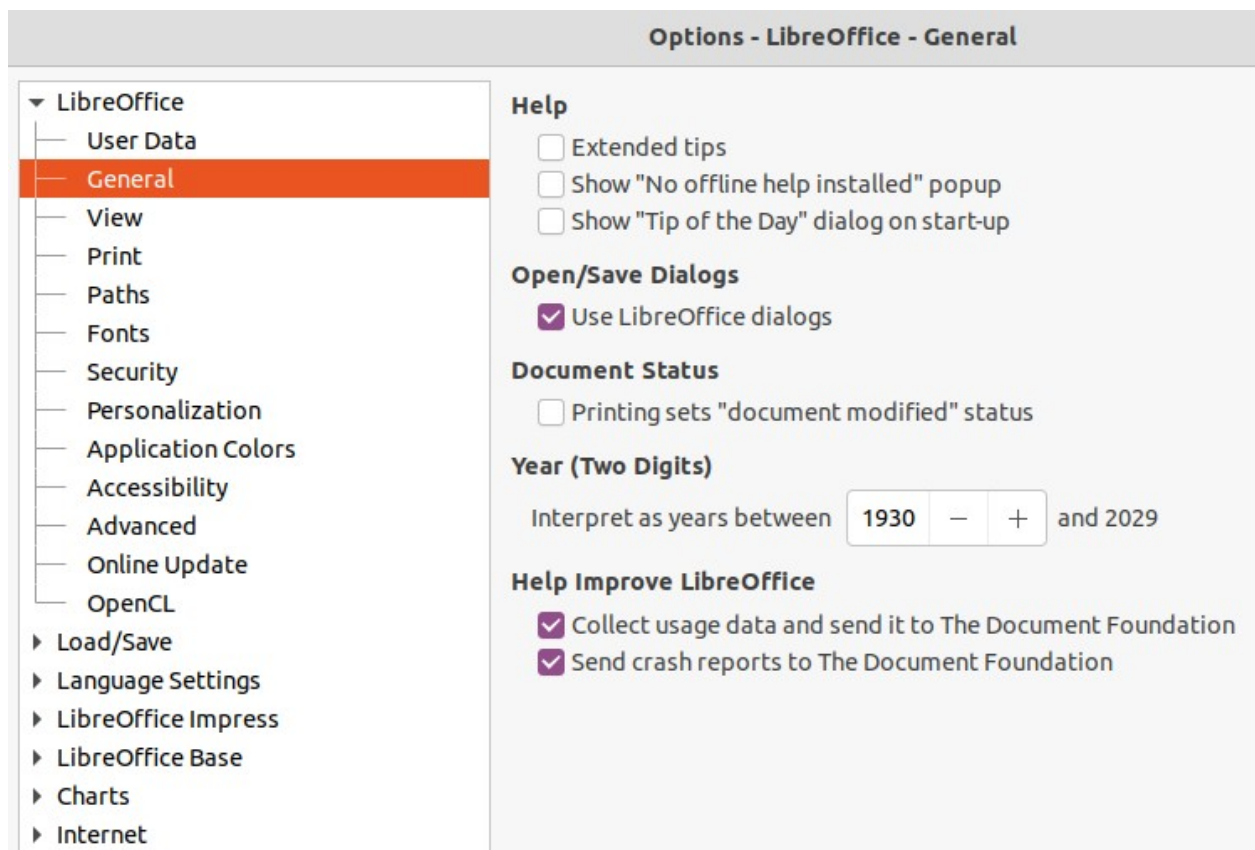 Options - LibreOffice - General
LibreOffice
User Data
General
View
Print
Paths
Fonts
Security
Personalization
Application Colors
Accessibility
Advanced
Online Update
OpenCL
Load/Save
Language Settings
LibreOffice Impress
LibreOffice Base
Charts
Internet
Help
Extended tips
Show "No offline help installed" popup
Show "Tip of the Day" dialog on start-up
Open/Save Dialogs
Use LibreOffice dialogs
Document Status
Printing sets "document modified" status
Year (Two Digits)
Interpret as years between 1930 − + and 2029
Help Improve LibreOffice
Collect usage data and send it to The Document Foundation
Send crash reports to The Document Foundation